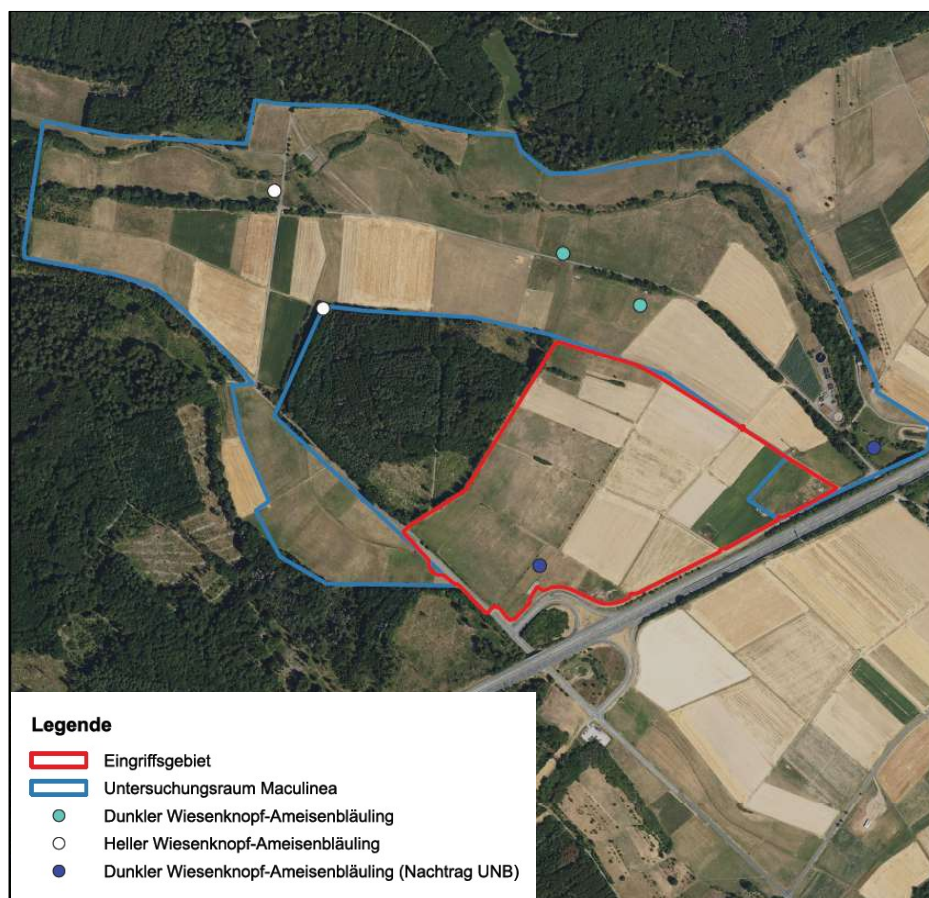 Legende
Eingriffsgebiet
Untersuchungsraum Maculinea
Dunkler Wiesenknopf-Ameisenbläuling
Heller Wiesenknopf-Ameisenbläuling
Dunkler Wiesenknopf-Ameisenbläuling (Nachtrag UNB)